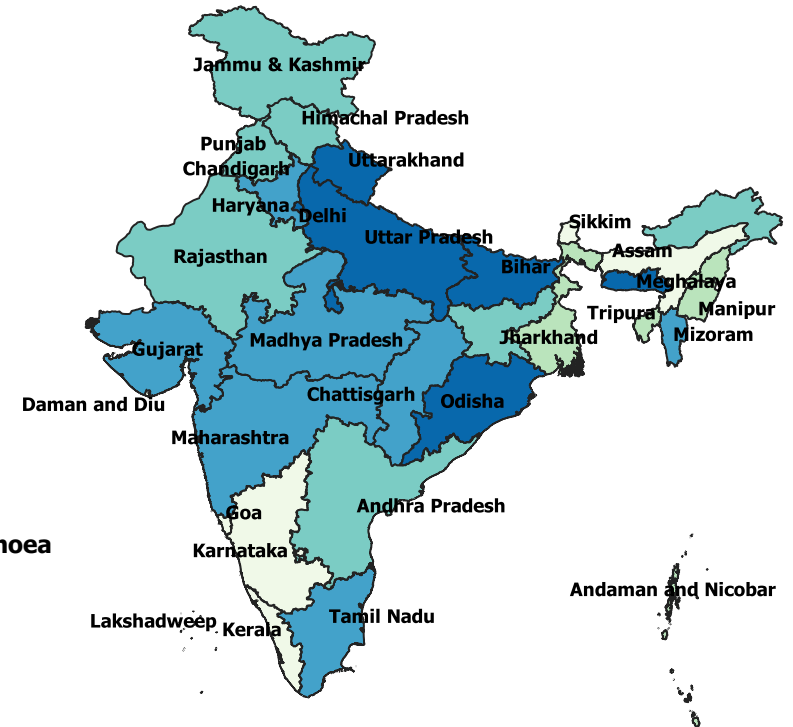 Jammu & Kashmir
Himachal Pradesh
Punjab
Chandigarh
Uttarakhand
Haryana
Delhi
Sikkim
Uttar Pradesh
Assam
Rajasthan
Bihar
Meghalaya
Manipur
Tripura
Mizoram
Jharkhand
Madhya Pradesh
Gujarat
Chattisgarh
Odisha
Daman and Diu
Maharashtra
Andhra Pradesh
Goa
hoea
Karnataka
Andaman and Nicobar
Tamil Nadu
Lakshadweep
Kerala